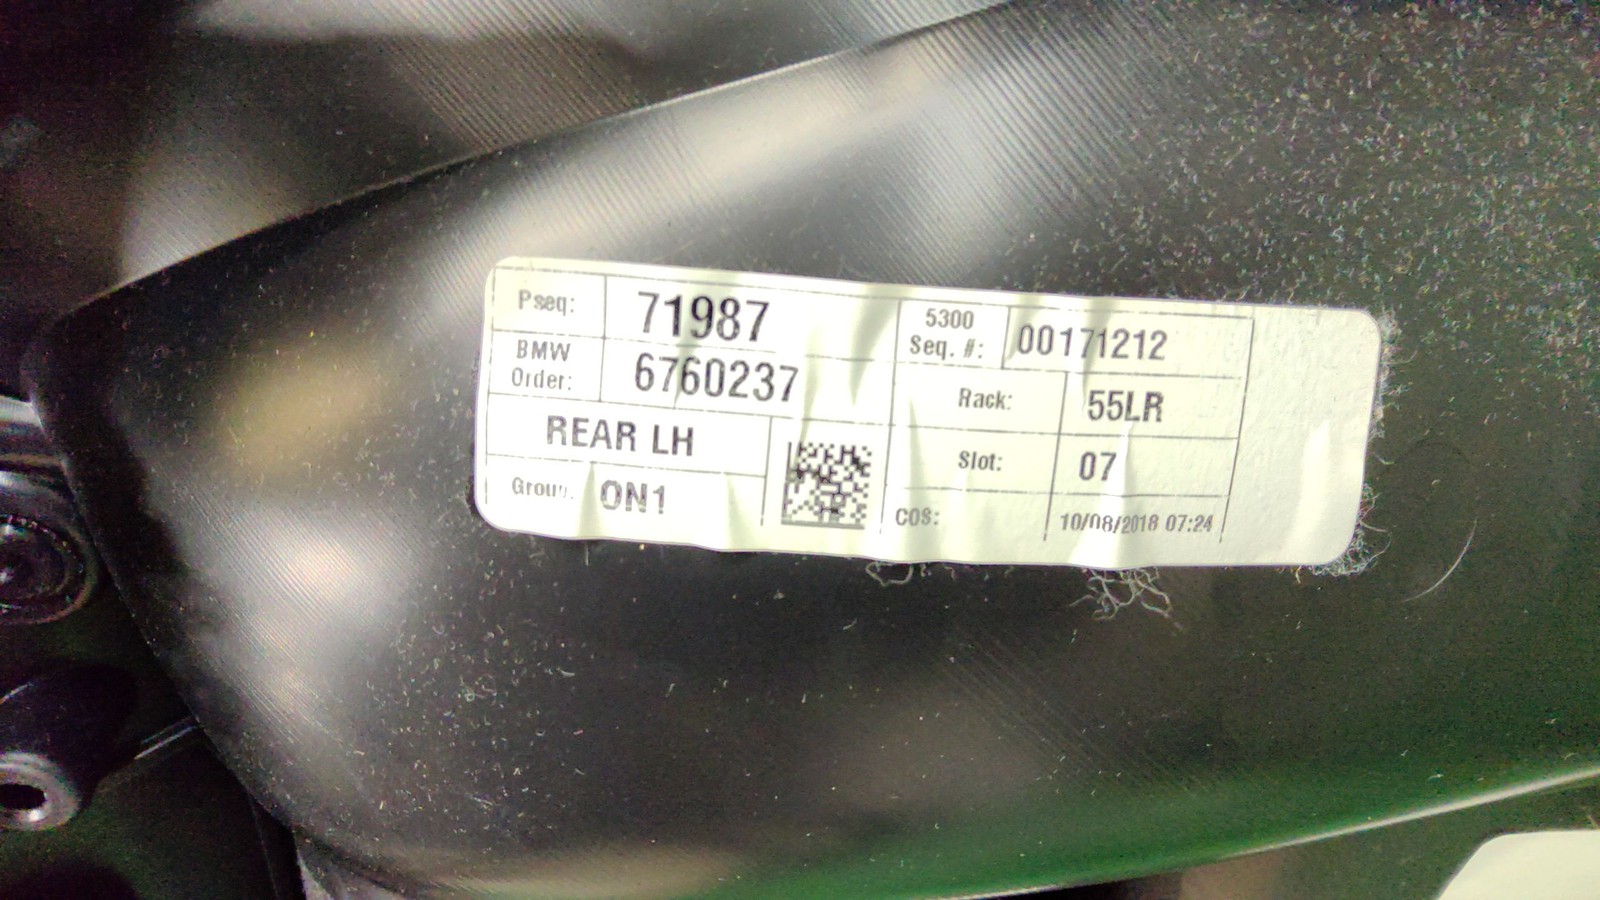 Pseq: 71987
BMW Order: 6760237
REAR LH
Group: ON1
5300 Seq. #: 00171212
Rack: 55LR
Slot: 07
COS: 10/08/2018 07:24